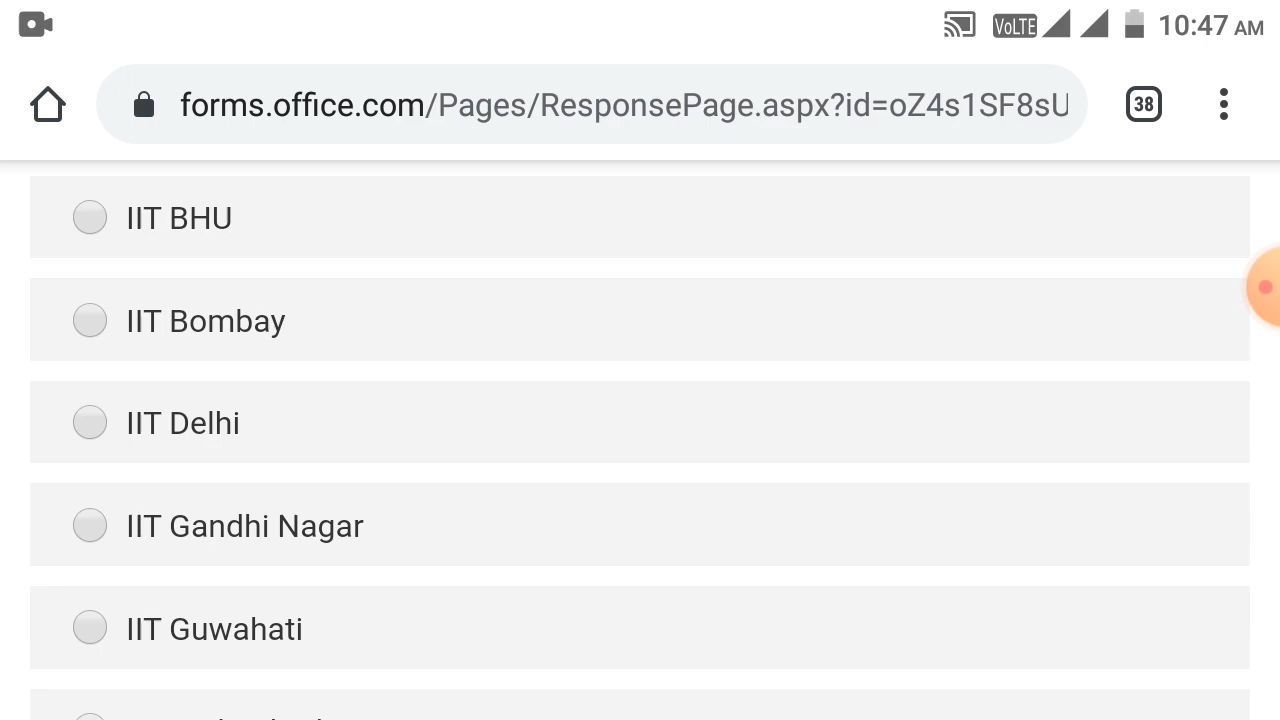 VoLTE 10:47 AM
forms.office.com/Pages/ResponsePage.aspx?id=oZ4s1SF8sU 38
IIT BHU
IIT Bombay
IIT Delhi
IIT Gandhi Nagar
IIT Guwahati